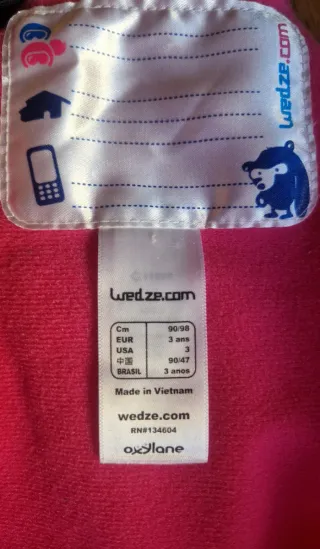 wedze.com
wedze.com
Cm 90/98
EUR 3 ans
USA 3
中国 90/47
BRASIL 3 anos
Made in Vietnam
wedze.com
RN#134604
oxylane